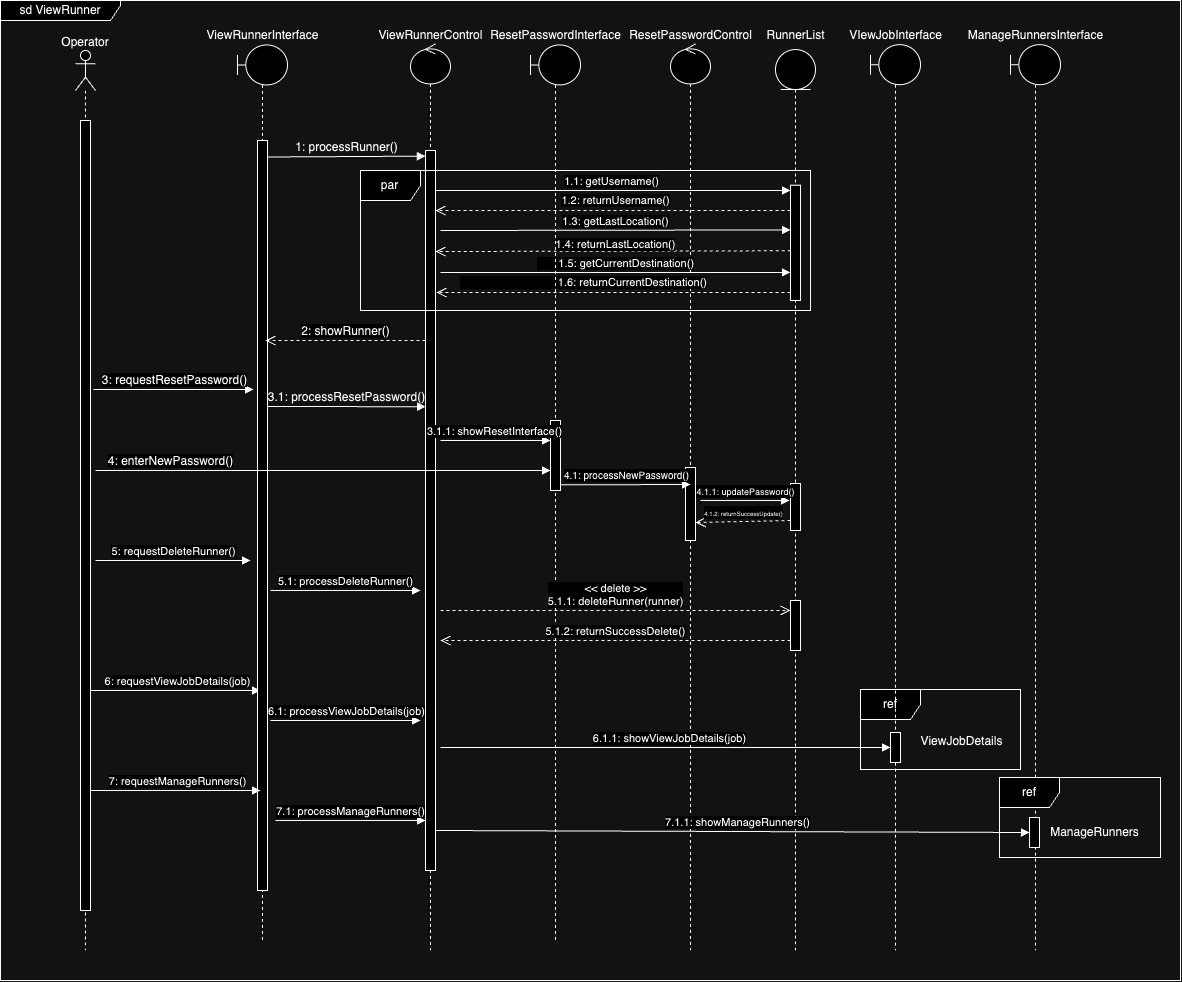 sd ViewRunner
Operator
ViewRunnerInterface
ViewRunnerControl
ResetPasswordInterface
ResetPasswordControl
RunnerList
VIewJobInterface
ManageRunnersInterface
1: processRunner()
par
1.1: getUsername()
1.2: returnUsername()
1.3: getLastLocation()
1.4: returnLastLocation()
1.5: getCurrentDestination()
1.6: returnCurrentDestination()
2: showRunner()
3: requestResetPassword()
3.1: processResetPassword()
3.1.1: showResetInterface()
4: enterNewPassword()
4.1: processNewPassword()
4.1.1: updatePassword()
4.1.2: returnSuccessUpdate()
5: requestDeleteRunner()
5.1: processDeleteRunner()
<< delete >>
5.1.1: deleteRunner(runner)
5.1.2: returnSuccessDelete()
6: requestViewJobDetails(job)
6.1: processViewJobDetails(job)
ref
6.1.1: showViewJobDetails(job)
ViewJobDetails
7: requestManageRunners()
ref
7.1: processManageRunners()
7.1.1: showManageRunners()
ManageRunners